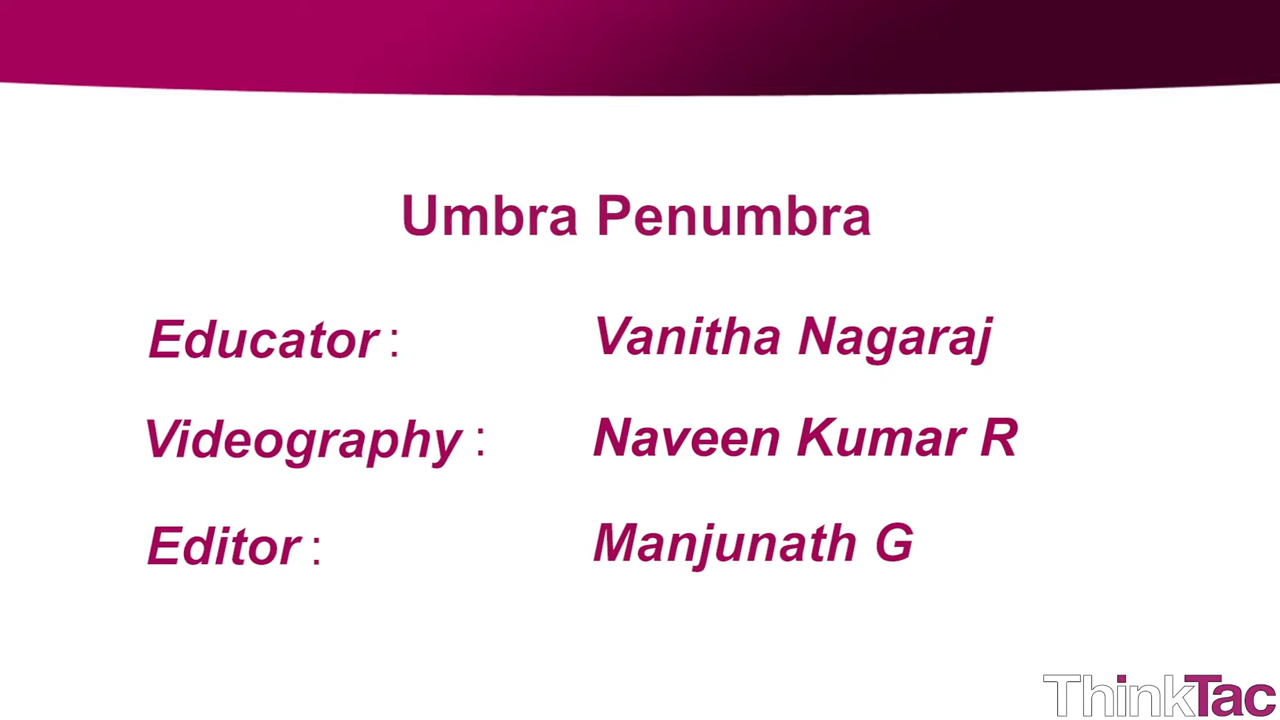 Umbra Penumbra
Educator : Vanitha Nagaraj
Videography : Naveen Kumar R
Editor : Manjunath G
ThinkTac